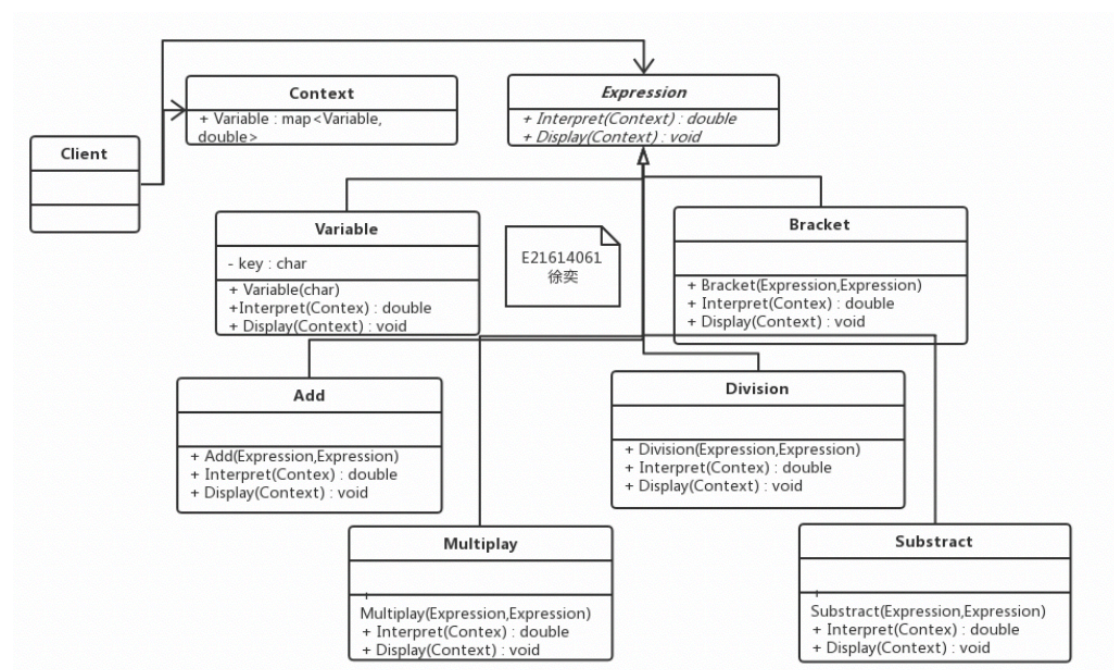 Context
+ Variable : map<Variable,
double>
Expression
+ Interpret(Context) : double
+ Display(Context) : void
Client
Variable
- key : char
+ Variable(char)
+Interpret(Contex) : double
+ Display(Context) : void
E21614061
徐奕
Bracket
+ Bracket(Expression,Expression)
+ Interpret(Contex) : double
+ Display(Context) : void
Add
+ Add(Expression,Expression)
+ Interpret(Contex) : double
+ Display(Context) : void
Division
+ Division(Expression,Expression)
+ Interpret(Contex) : double
+ Display(Context) : void
Multiplay
+
Multiplay(Expression,Expression)
+ Interpret(Contex) : double
+ Display(Context) : void
Substract
+
Substract(Expression,Expression)
+ Interpret(Contex) : double
+ Display(Context) : void